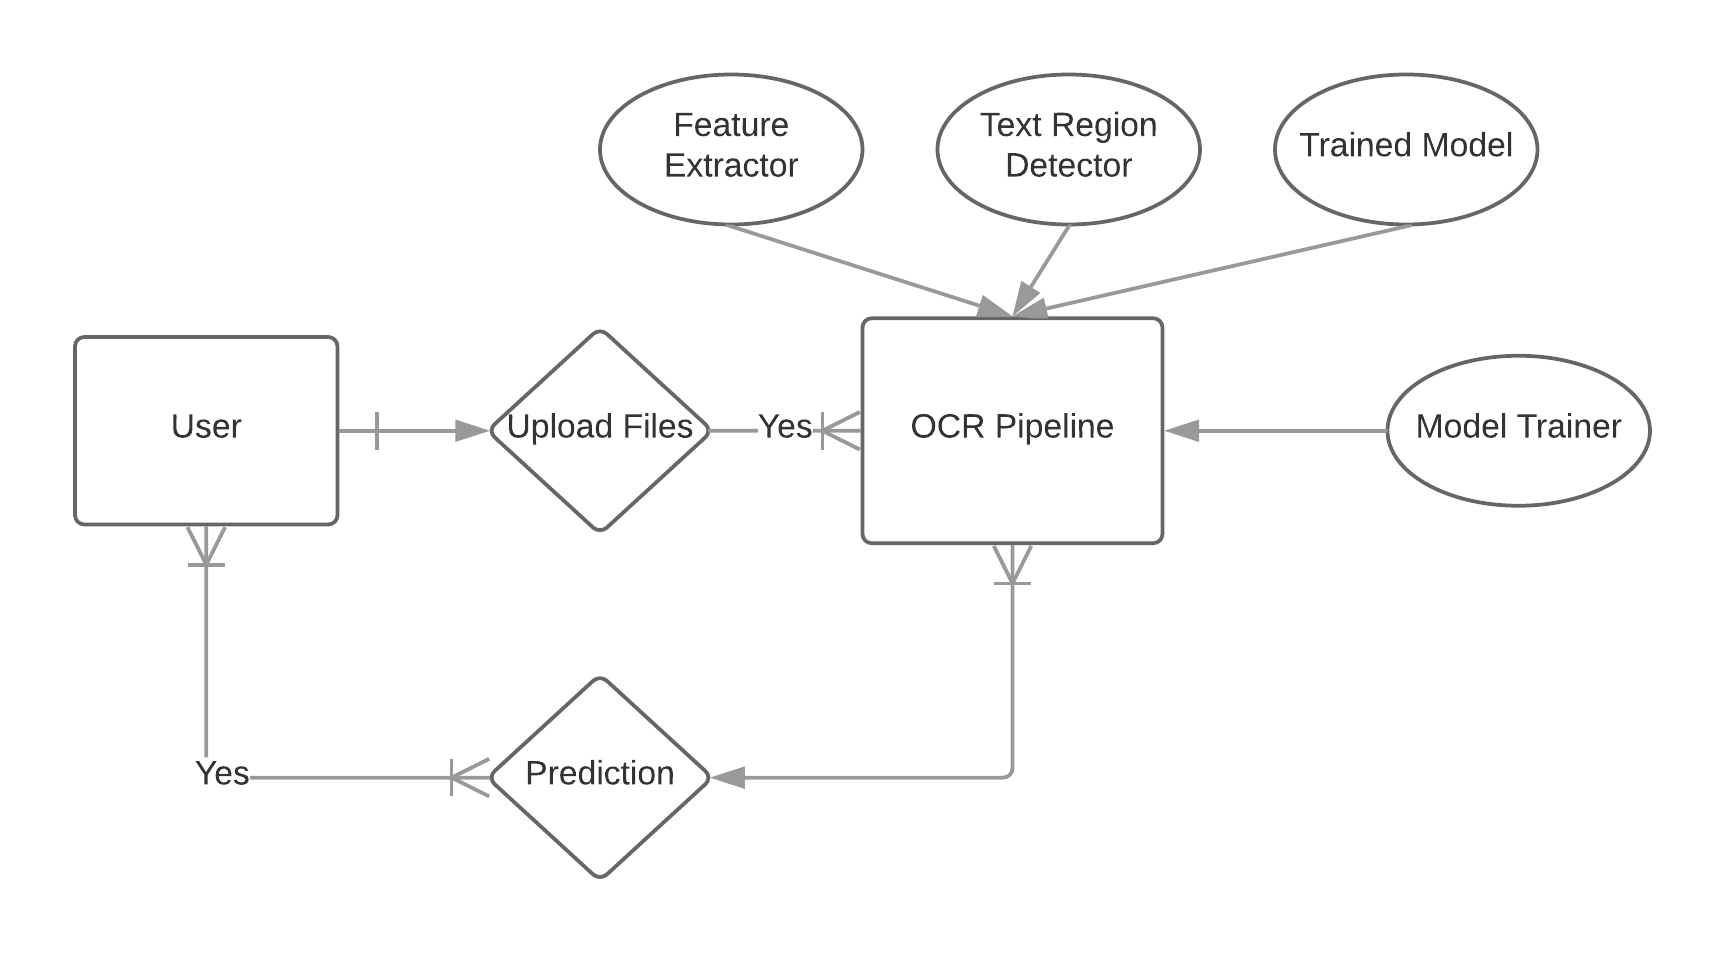 Feature
Extractor
Text Region
Detector
Trained Model
User
Upload Files
Yes
OCR Pipeline
Model Trainer
Yes
Prediction